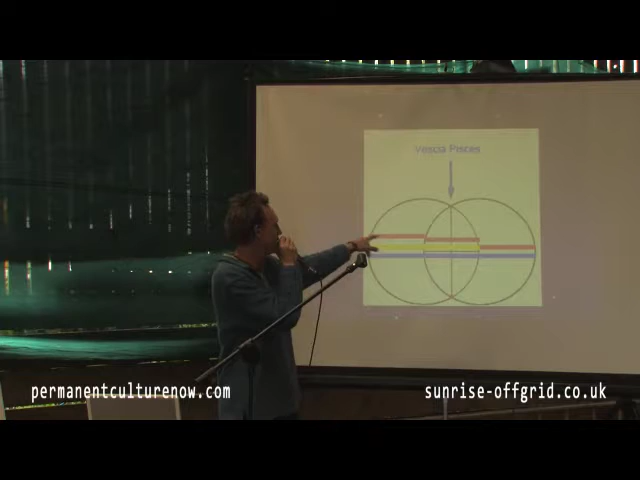 Vesica Pisces
permanentculturenow.com
sunrise-offgrid.co.uk